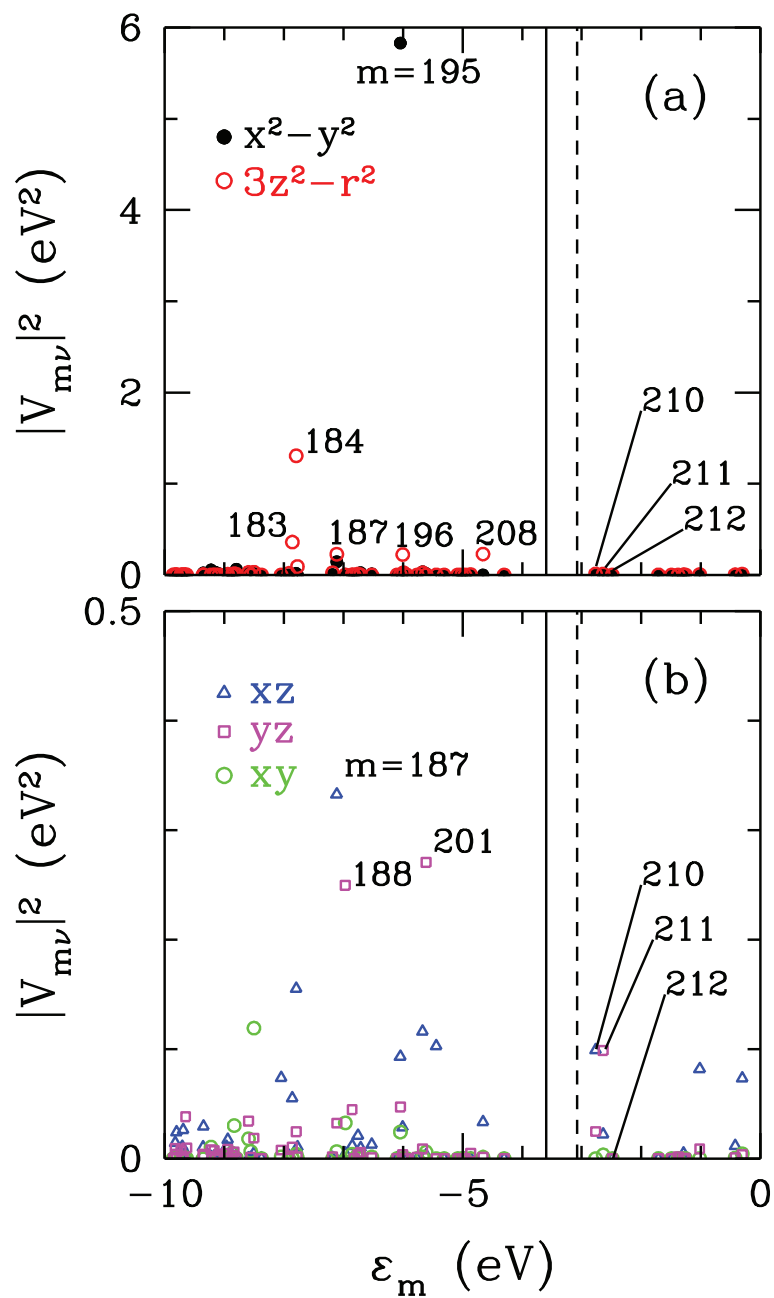 6
m=195
(a)
x²−y²
3z²−r²
|V_mν|² (eV²)
4
2
210
184
211
183
187
196
208
212
0
0.5
(b)
xz
yz
m=187
xy
|V_mν|² (eV²)
201
188
210
211
212
0
−10
−5
0
ε_m (eV)